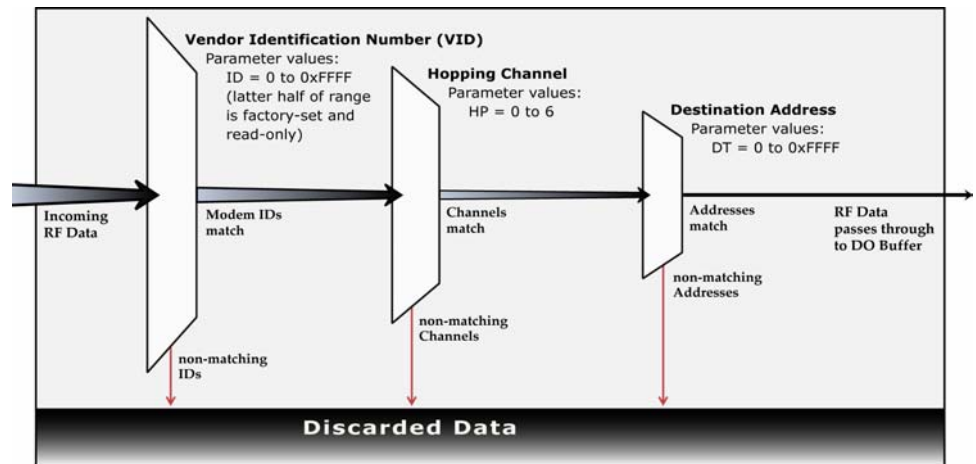 Vendor Identification Number (VID)
Parameter values:
ID = 0 to 0xFFFF
(latter half of range
is factory-set and
read-only)
Hopping Channel
Parameter values:
HP = 0 to 6
Destination Address
Parameter values:
DT = 0 to 0xFFFF
Incoming
RF Data
Modem IDs
match
Channels
match
Addresses
match
RF Data
passes through
to DO Buffer
non-matching
IDs
non-matching
Channels
non-matching
Addresses
Discarded Data